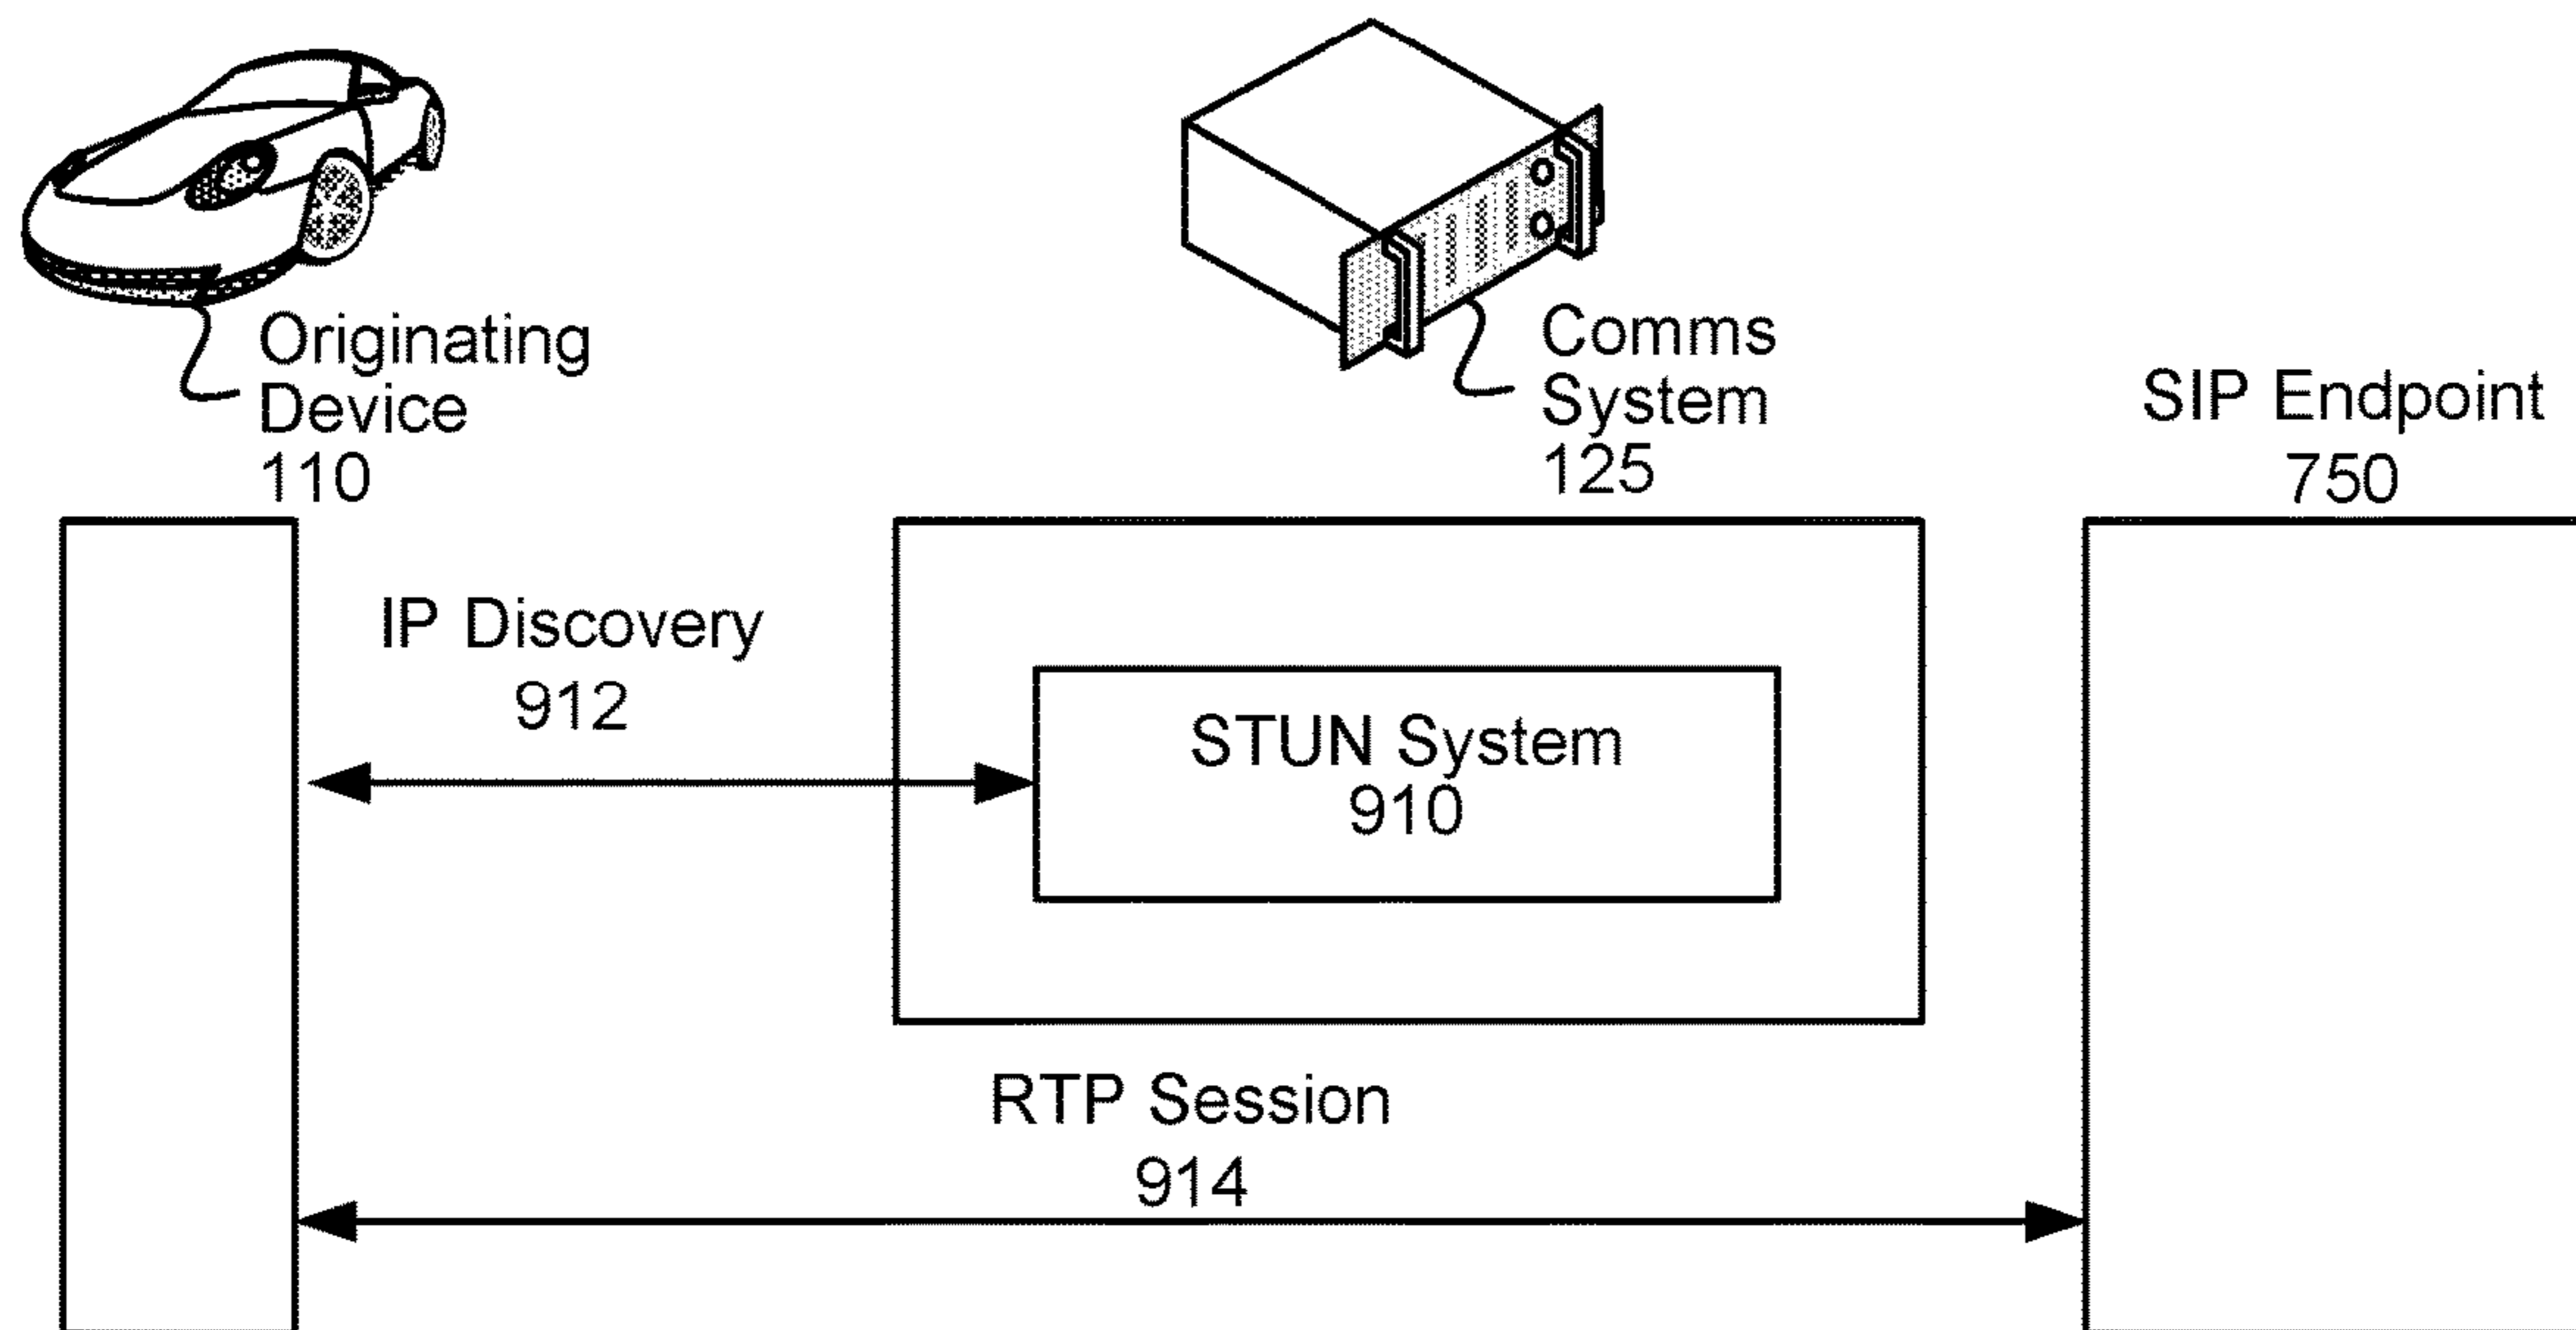 Originating
Device
110
Comms
System
125
SIP Endpoint
750
IP Discovery
912
STUN System
910
RTP Session
914